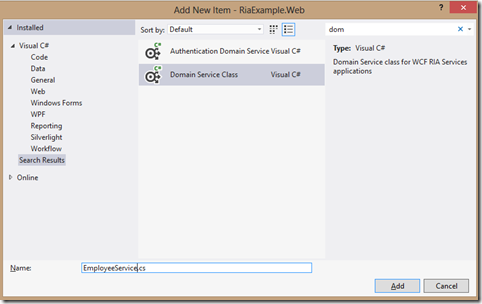 Add New Item - RiaExample.Web
? ×
Installed
Sort by: Default
dom
Visual C#
Code
Data
General
Web
Windows Forms
WPF
Reporting
Silverlight
Workflow
Search Results
Online
Authentication Domain Service Visual C#
Domain Service Class Visual C#
Type: Visual C#
Domain Service class for WCF RIA Services
applications
Name: EmployeeService.cs
Add Cancel